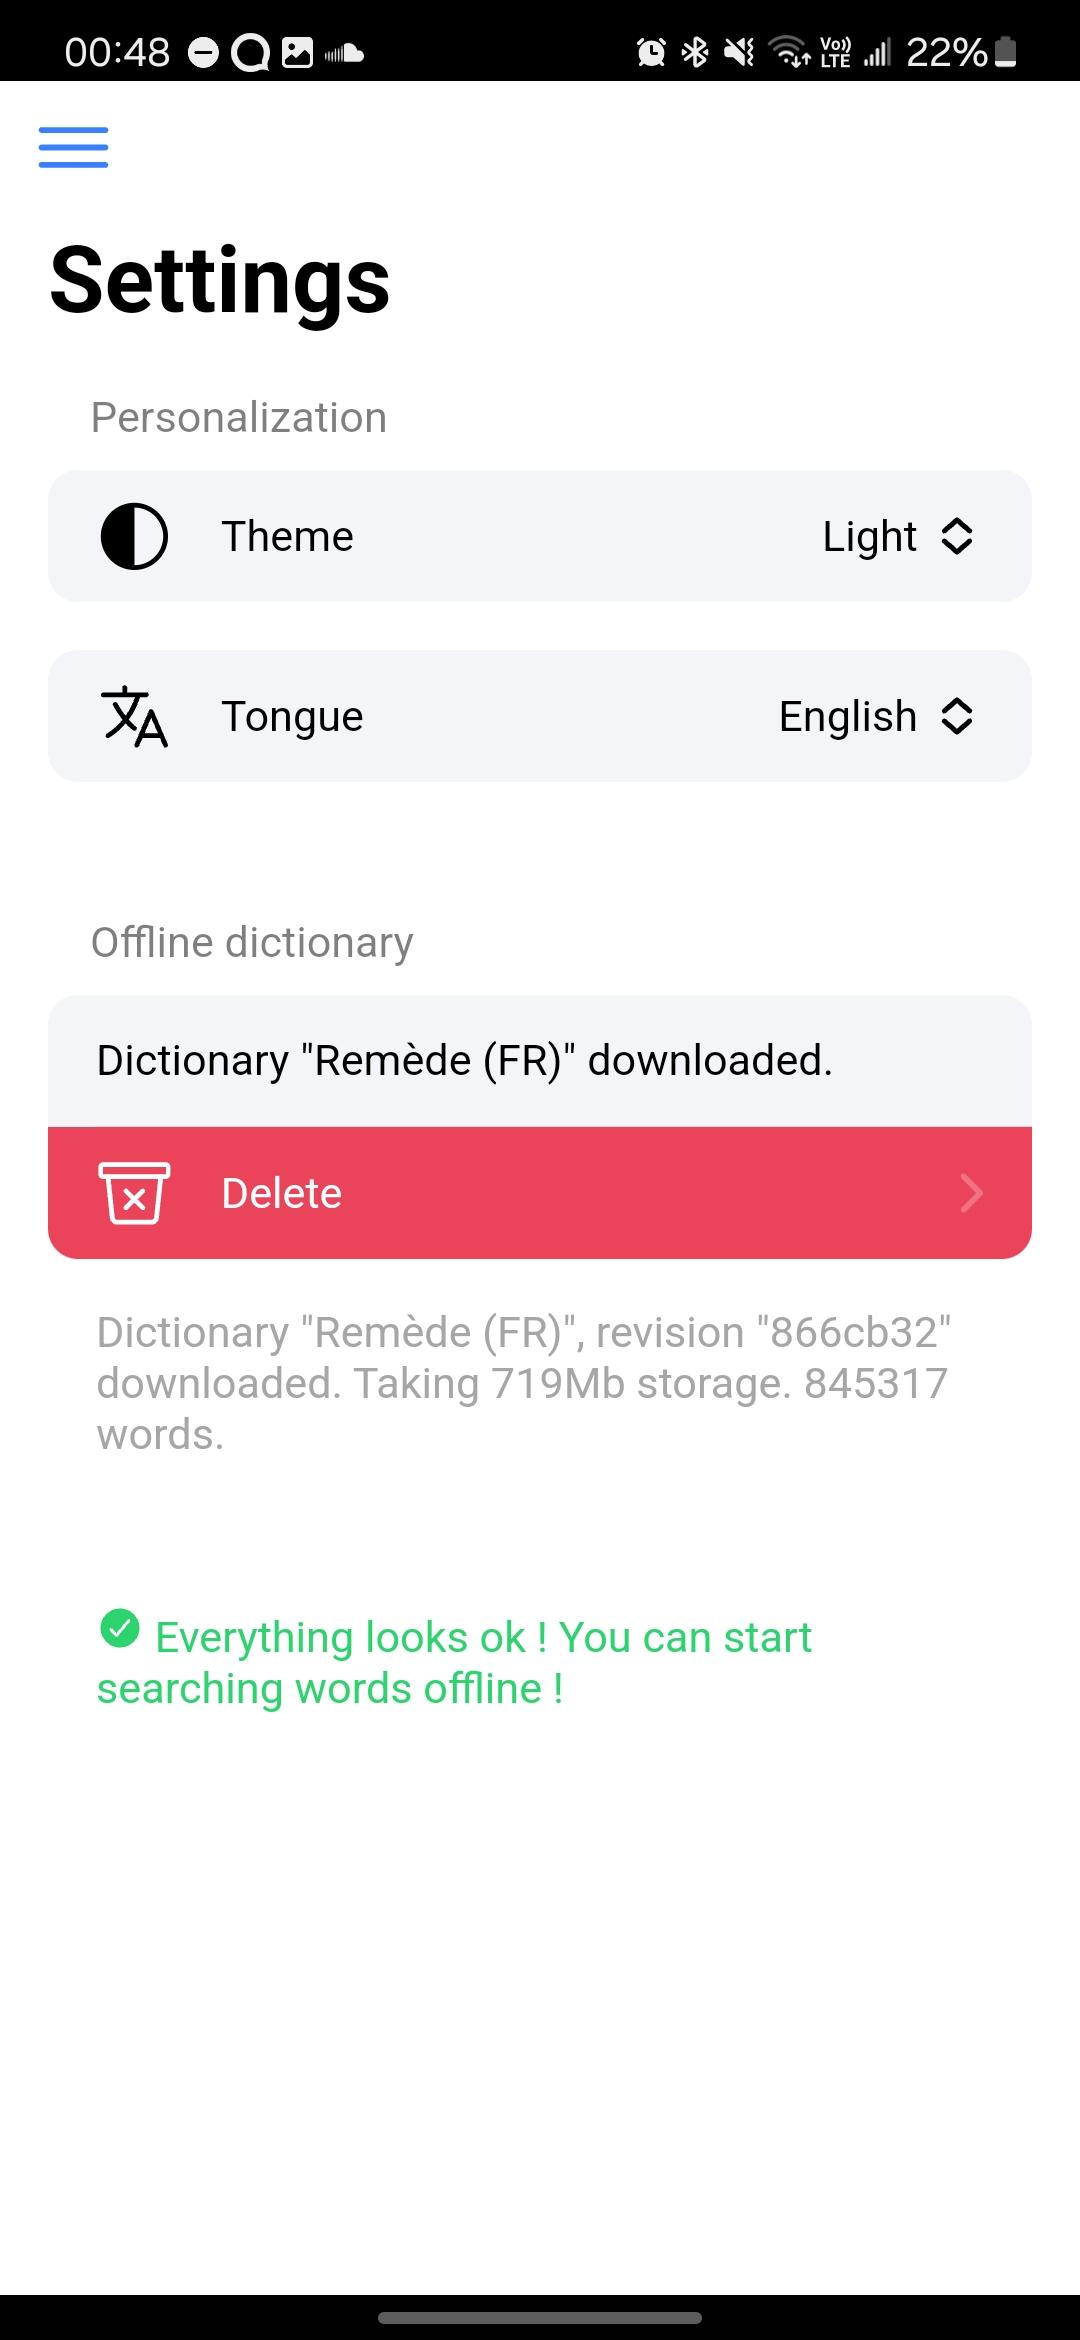 00:48 Vo)) LTE 22%
Settings
Personalization
Theme Light
Tongue English
Offline dictionary
Dictionary "Remède (FR)" downloaded.
Delete
Dictionary "Remède (FR)", revision "866cb32"
downloaded. Taking 719Mb storage. 845317
words.
Everything looks ok ! You can start
searching words offline !